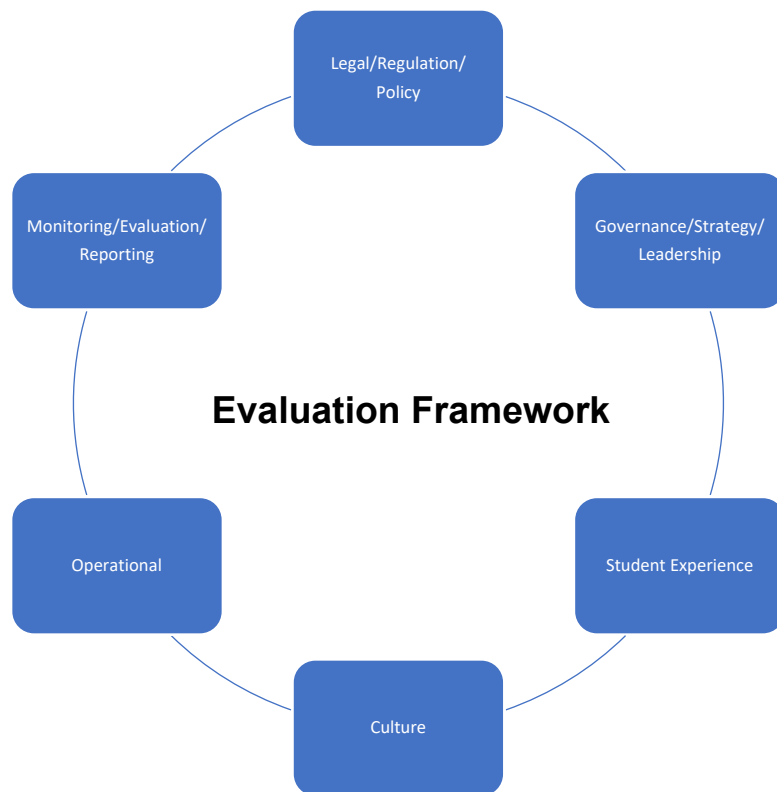 Legal/Regulation/
Policy
Monitoring/Evaluation/
Reporting
Governance/Strategy/
Leadership
Evaluation Framework
Operational
Student Experience
Culture